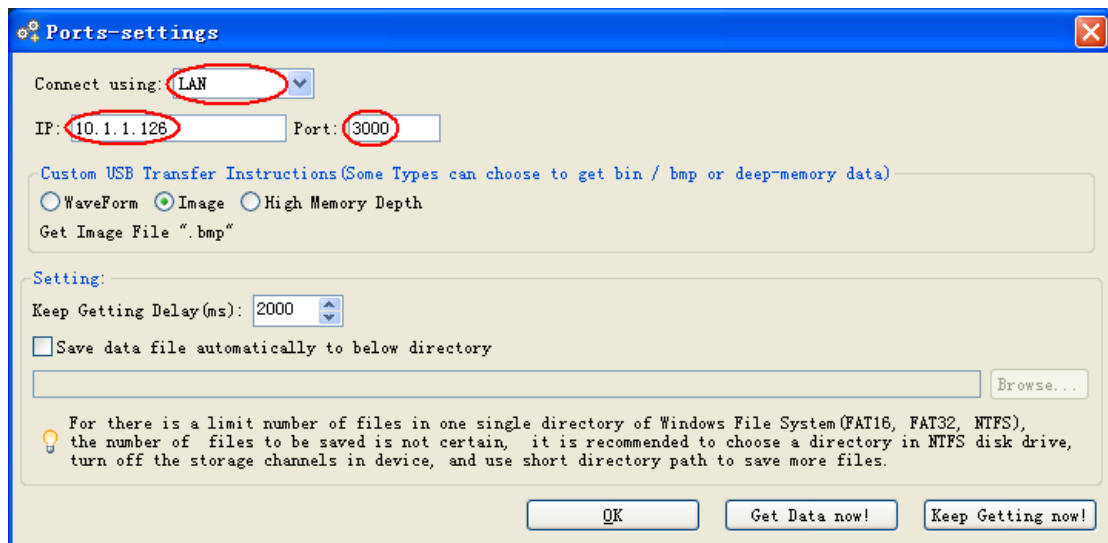 Ports-settings
Connect using: LAN
IP: 10.1.1.126 Port: 3000
Custom USB Transfer Instructions(Some Types can choose to get bin / bmp or deep-memory data)
WaveForm Image High Memory Depth
Get Image File ".bmp"
Setting:
Keep Getting Delay(ms): 2000
Save data file automatically to below directory
Browse...
For there is a limit number of files in one single directory of Windows File System(FAT16, FAT32, NTFS),
the number of files to be saved is not certain, it is recommended to choose a directory in NTFS disk drive,
turn off the storage channels in device, and use short directory path to save more files.
OK Get Data now! Keep Getting now!